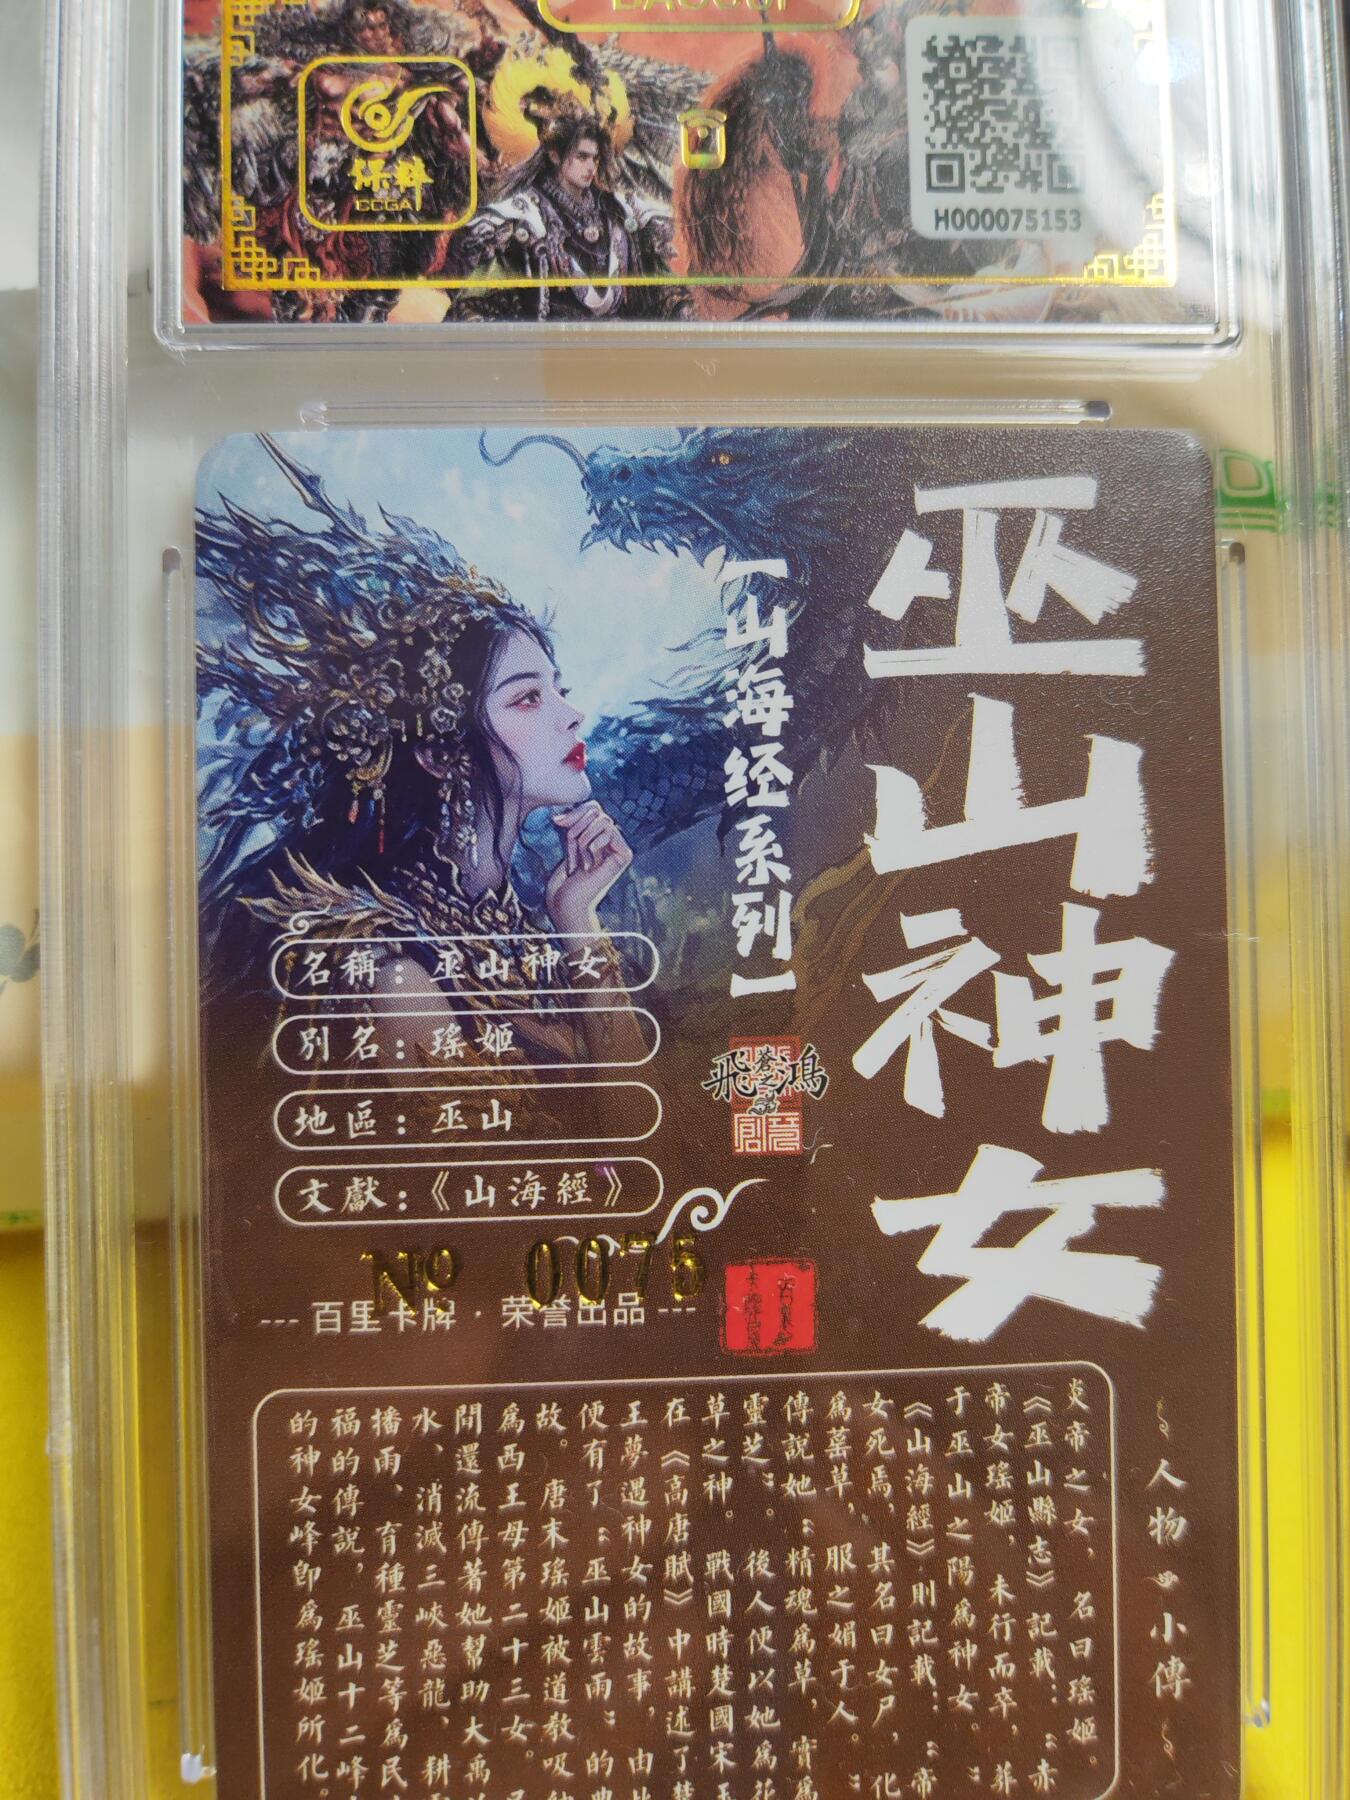 保粹
CCGA
H000075153
巫山神女
【山海经系列】
飛蒼之鴻
名稱：巫山神女
別名：瑤姬
地區：巫山
文獻：《山海經》
№ 0075
--- 百里卡牌 · 荣誉出品 ---
人物小傳
炎帝之女，名曰瑤姬。
《巫山縣志》記載：“赤
帝女瑤姬，未行而卒，葬
于巫山之陽爲神女。”
《山海經》則記載：“帝
女死焉，其名曰女尸，化
爲䔄草，服之媚于人。”
傳說她“精魂爲草，實爲
靈芝”。後人便以她爲花
草之神。戰國時楚國宋玉
在《高唐賦》中講述了楚
王夢遇神女的故事，由此
便有了“巫山雲雨”的典
故。唐末瑤姬被道教吸納
爲西王母第二十三女。民
間還流傳著她幫助大禹
水、消滅三峽惡龍、耕
播雨、育種靈芝等爲民
福的傳說，巫山十二峰
的神女峰即爲瑤姬所化。